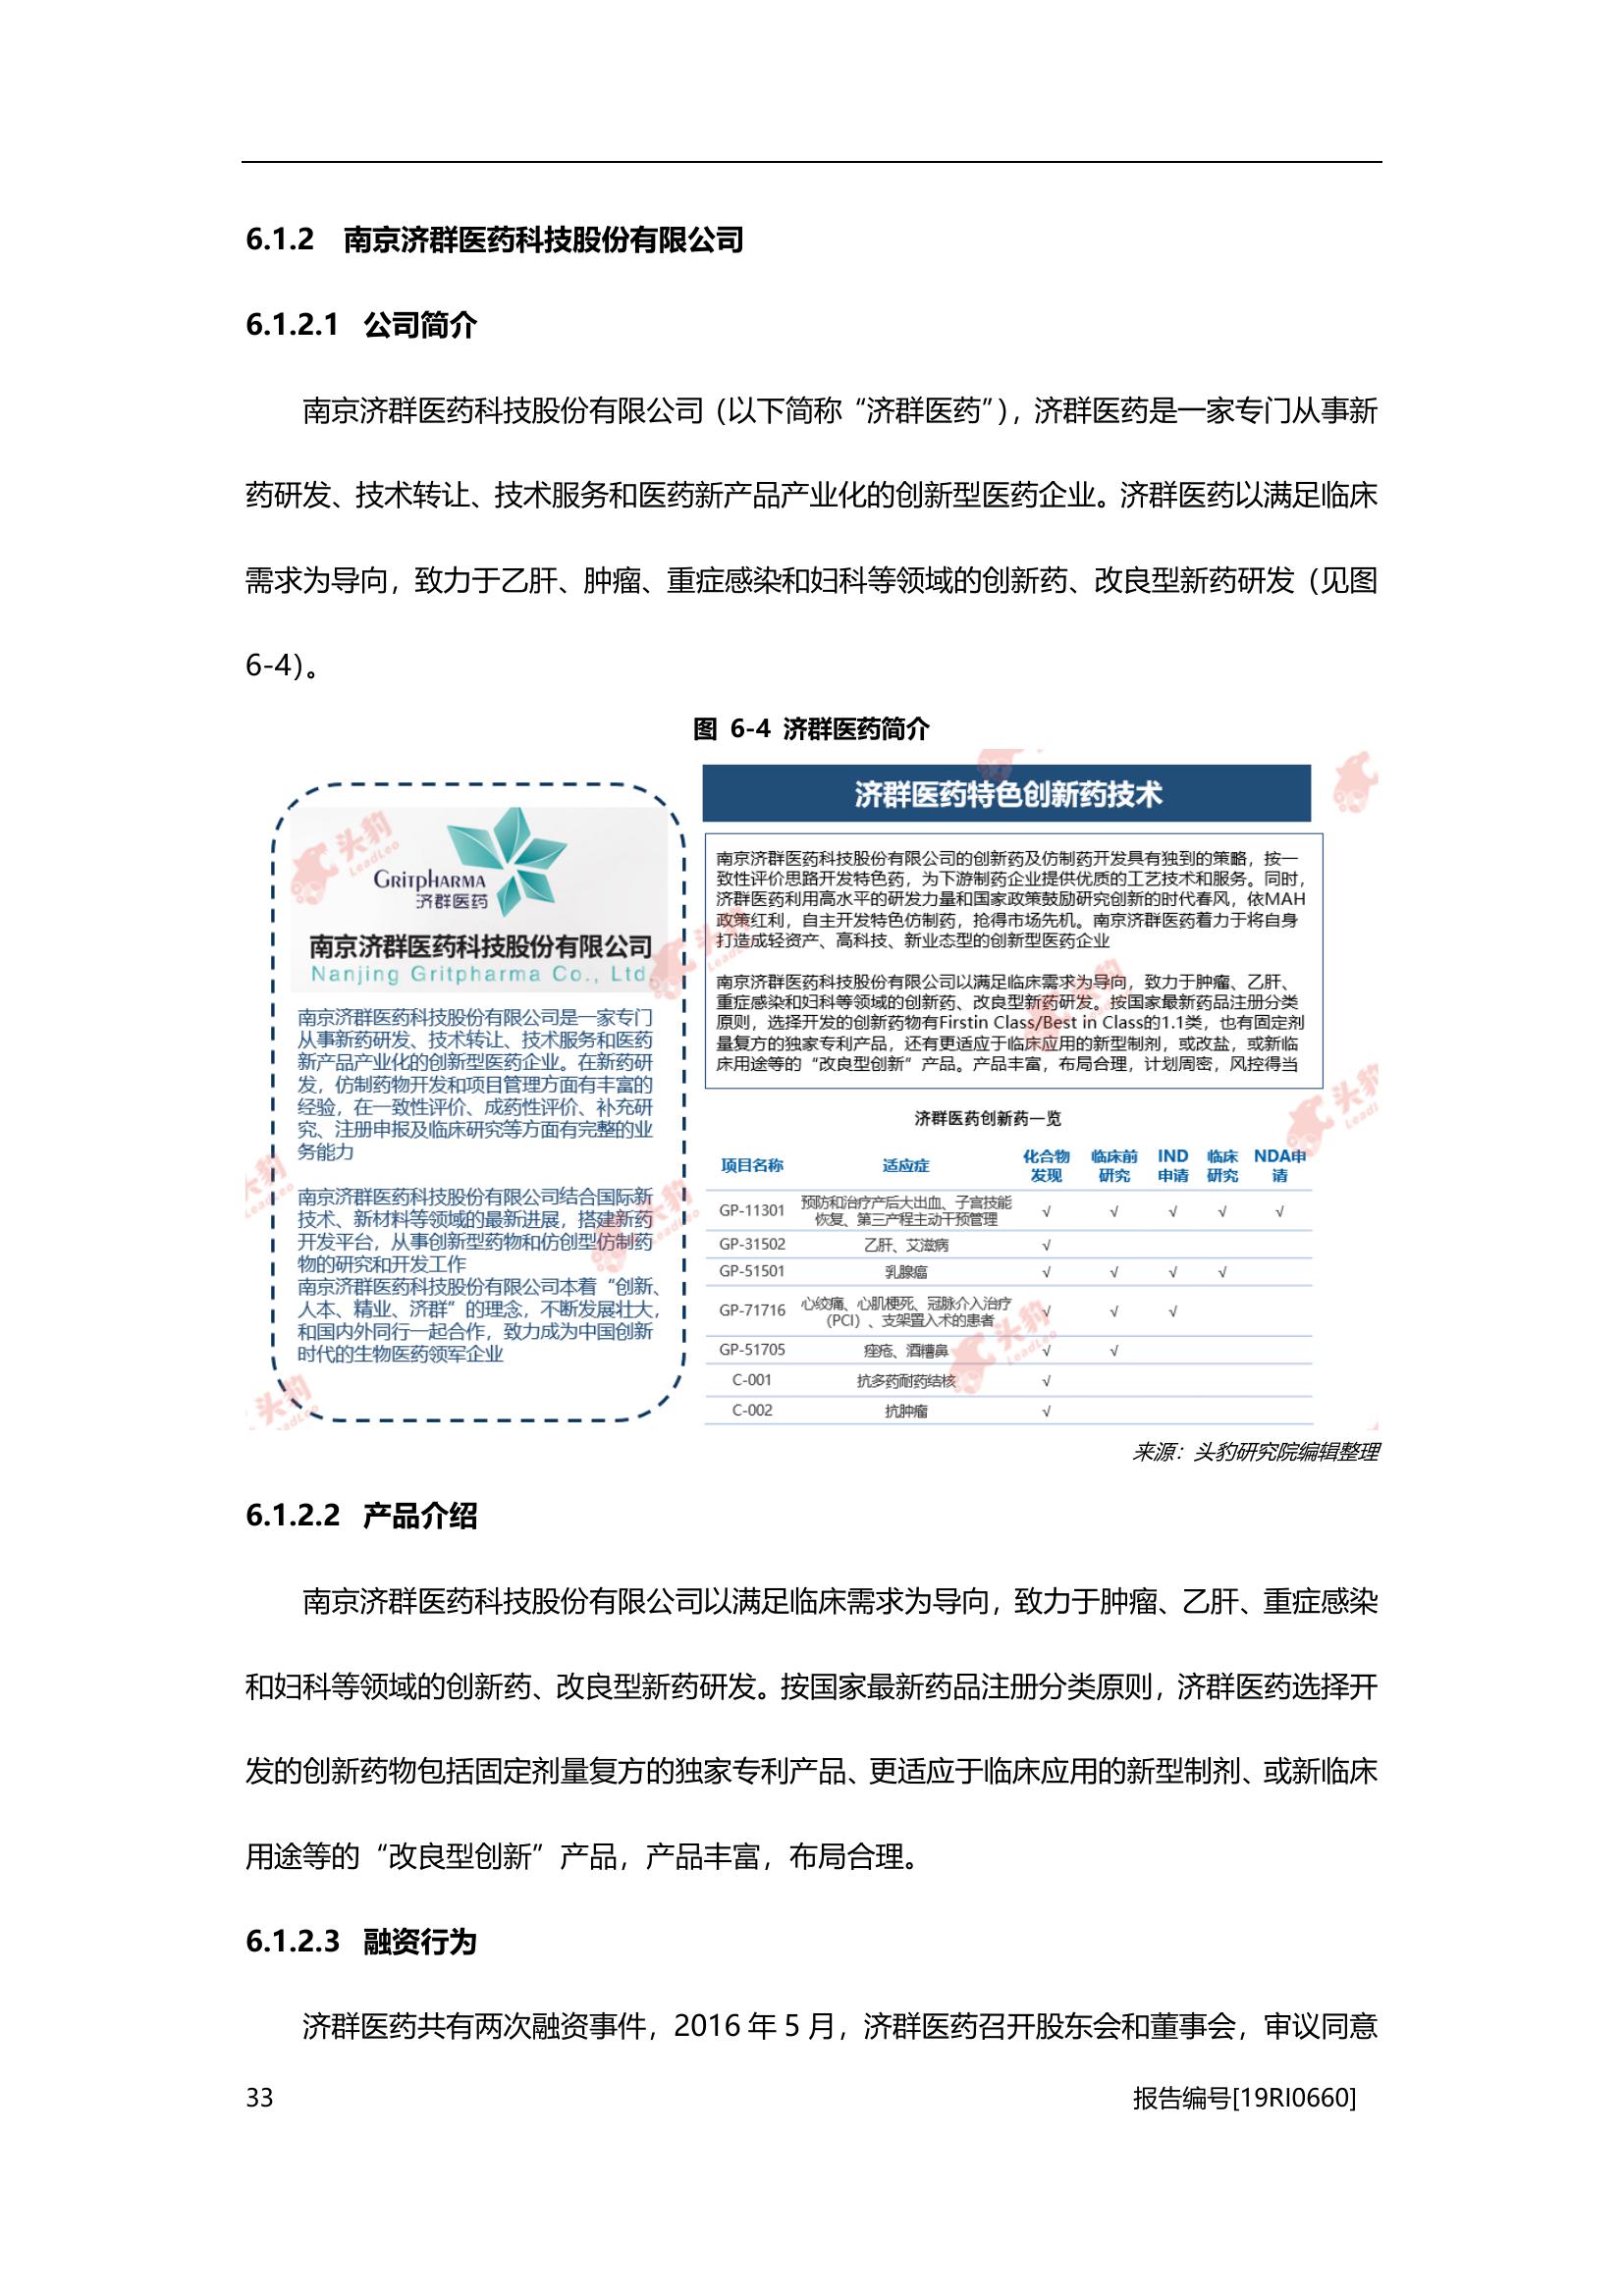 6.1.2 南京济群医药科技股份有限公司
6.1.2.1 公司简介
南京济群医药科技股份有限公司（以下简称“济群医药”），济群医药是一家专门从事新
药研发、技术转让、技术服务和医药新产品产业化的创新型医药企业。济群医药以满足临床
需求为导向，致力于乙肝、肿瘤、重症感染和妇科等领域的创新药、改良型新药研发（见图
6-4）。
图 6-4 济群医药简介
GRITPHARMA
济群医药
南京济群医药科技股份有限公司
Nanjing Gritpharma Co., Ltd.
南京济群医药科技股份有限公司是一家专门
从事新药研发、技术转让、技术服务和医药
新产品产业化的创新型医药企业。在新药研
发，仿制药物开发和项目管理方面有丰富的
经验，在一致性评价、成药性评价、补充研
究、注册申报及临床研究等方面有完整的业
务能力
南京济群医药科技股份有限公司结合国际新
技术、新材料等领域的最新进展，搭建新药
开发平台，从事创新型药物和仿创型仿制药
物的研究和开发工作
南京济群医药科技股份有限公司本着“创新、
人本、精业、济群”的理念，不断发展壮大，
和国内外同行一起合作，致力成为中国创新
时代的生物医药领军企业
济群医药特色创新药技术
南京济群医药科技股份有限公司的创新药及仿制药开发具有独到的策略，按一
致性评价思路开发特色药，为下游制药企业提供优质的工艺技术和服务。同时，
济群医药利用高水平的研发力量和国家政策鼓励研究创新的时代春风，依MAH
政策红利，自主开发特色仿制药，抢得市场先机。南京济群医药着力于将自身
打造成轻资产、高科技、新业态型的创新型医药企业
南京济群医药科技股份有限公司以满足临床需求为导向，致力于肿瘤、乙肝、
重症感染和妇科等领域的创新药、改良型新药研发。按国家最新药品注册分类
原则，选择开发的创新药物有Firstin Class/Best in Class的1.1类，也有固定剂
量复方的独家专利产品，还有更适应于临床应用的新型制剂，或改盐，或新临
床用途等的“改良型创新”产品。产品丰富，布局合理，计划周密，风控得当
济群医药创新药一览
项目名称 适应症 化合物发现 临床前研究 IND申请 临床研究 NDA申请
GP-11301 预防和治疗产后大出血、子宫技能恢复、第三产程主动干预管理 √ √ √ √ √
GP-31502 乙肝、艾滋病 √
GP-51501 乳腺癌 √ √ √ √
GP-71716 心绞痛、心肌梗死、冠脉介入治疗（PCI）、支架置入术的患者 √ √ √
GP-51705 痤疮、酒糟鼻 √ √
C-001 抗多药耐药结核 √
C-002 抗肿瘤 √
头豹
LeadLeo
来源：头豹研究院编辑整理
6.1.2.2 产品介绍
南京济群医药科技股份有限公司以满足临床需求为导向，致力于肿瘤、乙肝、重症感染
和妇科等领域的创新药、改良型新药研发。按国家最新药品注册分类原则，济群医药选择开
发的创新药物包括固定剂量复方的独家专利产品、更适应于临床应用的新型制剂、或新临床
用途等的“改良型创新”产品，产品丰富，布局合理。
6.1.2.3 融资行为
济群医药共有两次融资事件，2016 年 5 月，济群医药召开股东会和董事会，审议同意
33
报告编号[19RI0660]